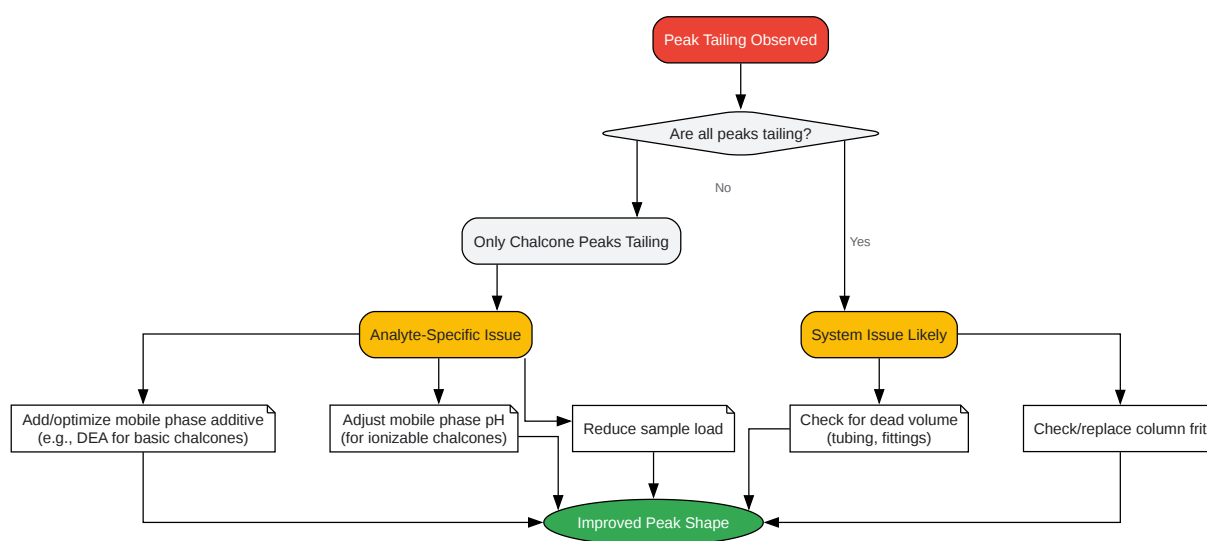 Peak Tailing Observed
Are all peaks tailing?
No
Only Chalcone Peaks Tailing
Yes
Analyte-Specific Issue
System Issue Likely
Add/optimize mobile phase additive
(e.g., DEA for basic chalcones)
Adjust mobile phase pH
(for ionizable chalcones)
Reduce sample load
Check for dead volume
(tubing, fittings)
Check/replace column frit
Improved Peak Shape